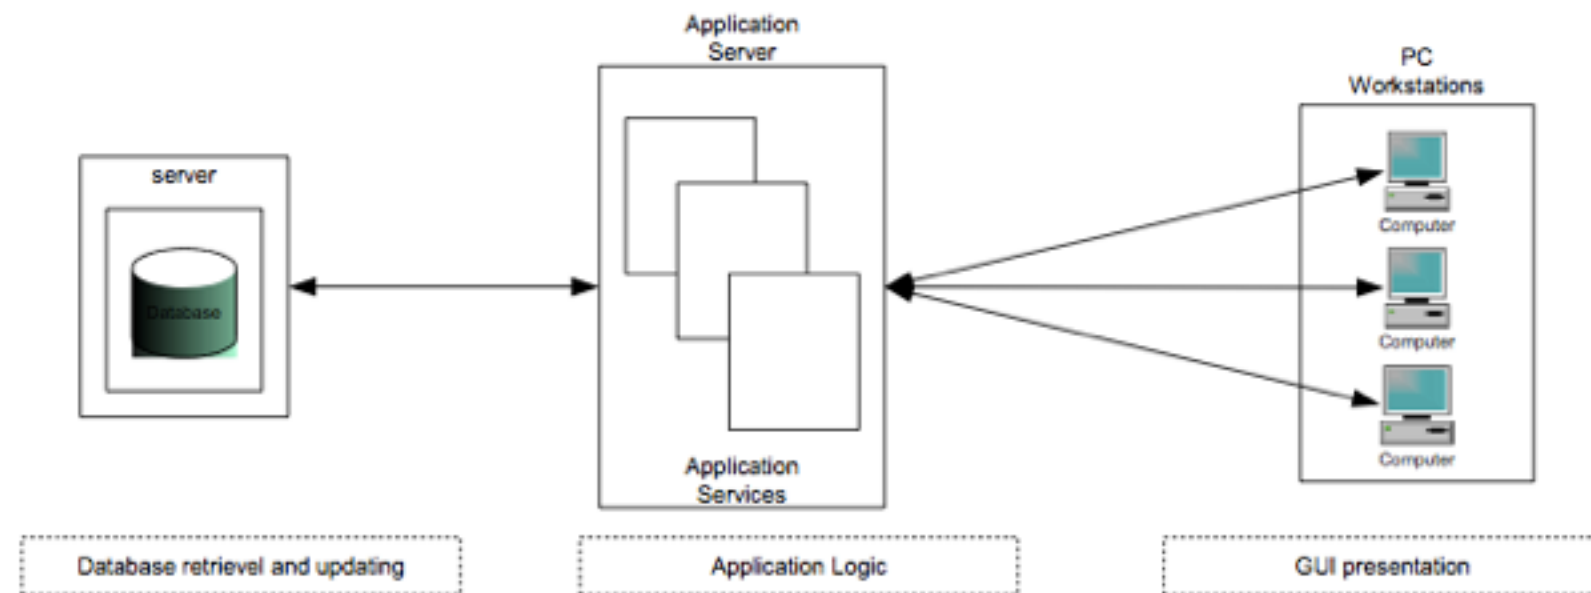 Application
Server
PC
Workstations
server
Database
Computer
Computer
Computer
Application
Services
Database retrievel and updating
Application Logic
GUI presentation